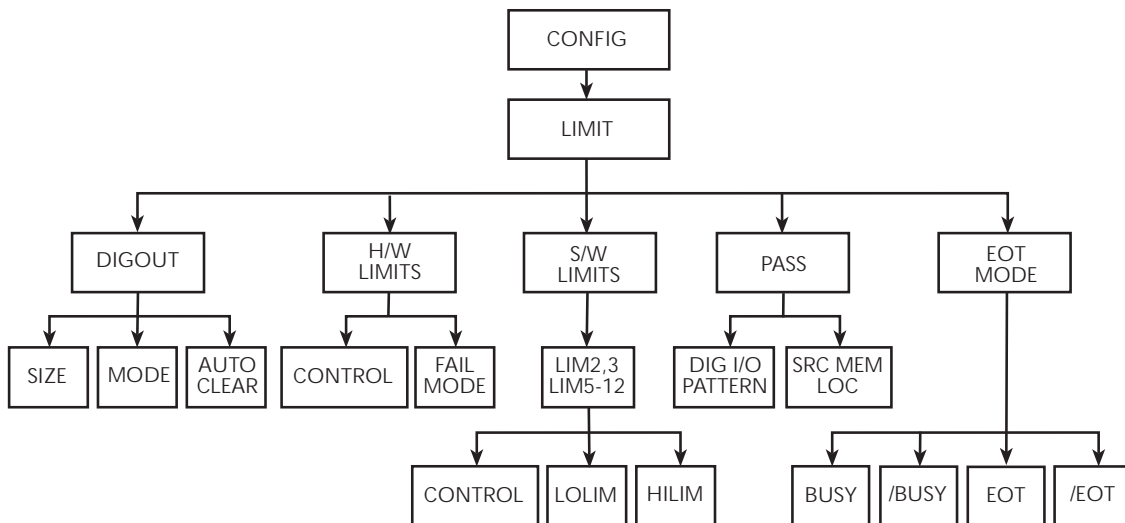 CONFIG
LIMIT
DIGOUT
H/W
LIMITS
S/W
LIMITS
PASS
EOT
MODE
SIZE
MODE
AUTO
CLEAR
CONTROL
FAIL
MODE
LIM2,3
LIM5-12
DIG I/O
PATTERN
SRC MEM
LOC
CONTROL
LOLIM
HILIM
BUSY
/BUSY
EOT
/EOT